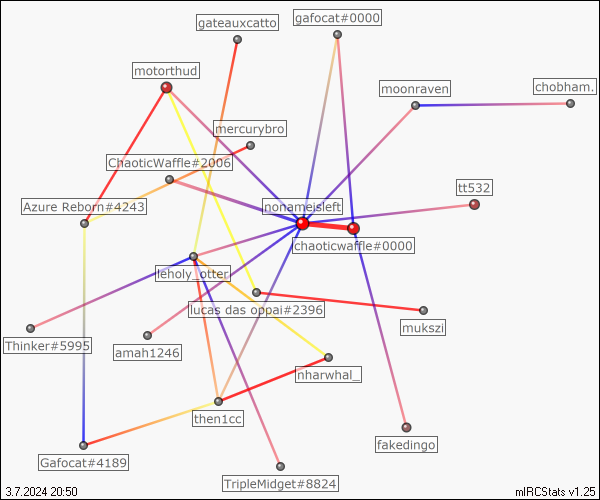 gateauxcatto
gafocat#0000
motorthud
moonraven
chobham.
mercurybro
ChaoticWaffle#2006
tt532
Azure Reborn#4243
nonameisleft
chaoticwaffle#0000
leholy_otter
lucas das oppai#2396
mukszi
Thinker#5995
amah1246
nharwhal_
then1cc
fakedingo
Gafocat#4189
TripleMidget#8824
3.7.2024 20:50
mIRCStats v1.25